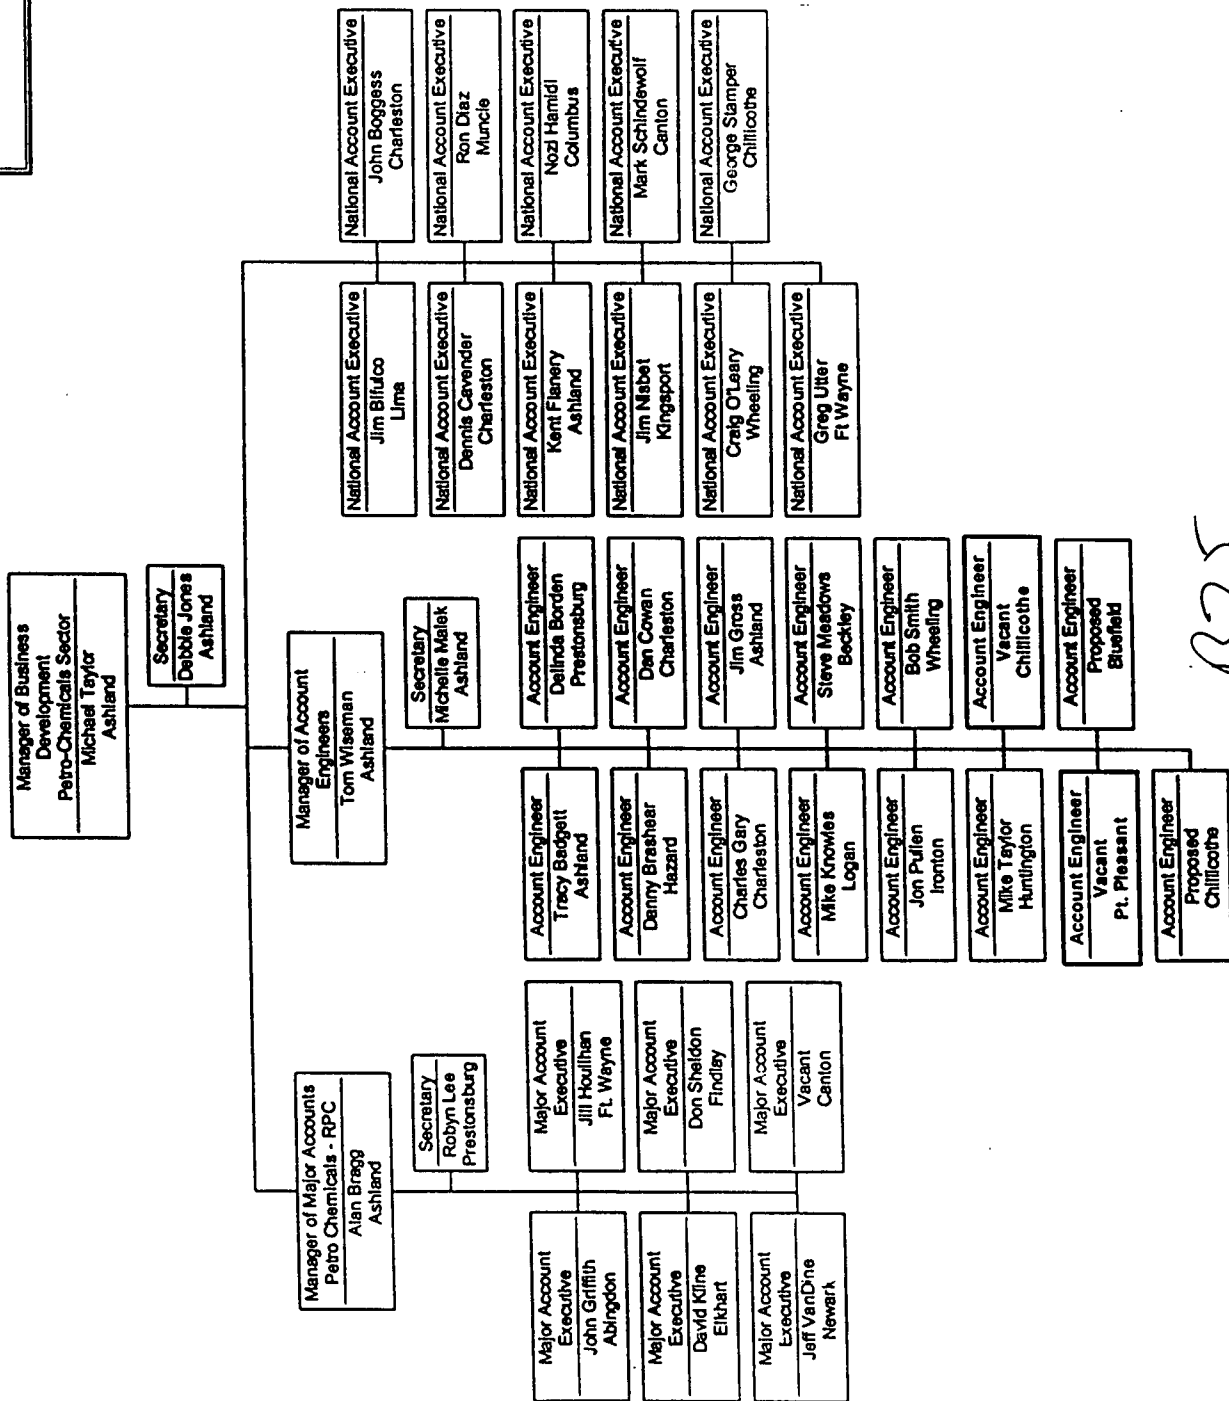 Manager of Business
Development
Petro-Chemicals Sector
Michael Taylor
Ashland
Secretary
Debbie Jones
Ashland
Manager of Major Accounts
Petro Chemicals - RPC
Alan Bragg
Ashland
Secretary
Robyn Lee
Prestonsburg
Major Account
Executive
John Griffith
Abingdon
Major Account
Executive
Jill Houlihan
Ft. Wayne
Major Account
Executive
David Kline
Elkhart
Major Account
Executive
Don Sheldon
Findlay
Major Account
Executive
Jeff VanDine
Newark
Major Account
Executive
Vacant
Canton
Manager of Account
Engineers
Tom Wiseman
Ashland
Secretary
Michelle Malek
Ashland
Account Engineer
Tracy Badgett
Ashland
Account Engineer
Delinda Borden
Prestonsburg
Account Engineer
Danny Brashear
Hazard
Account Engineer
Dan Cowan
Charleston
Account Engineer
Charles Gary
Charleston
Account Engineer
Jim Gross
Ashland
Account Engineer
Mike Knowles
Logan
Account Engineer
Steve Meadows
Beckley
Account Engineer
Jon Pullen
Ironton
Account Engineer
Bob Smith
Wheeling
Account Engineer
Mike Taylor
Huntington
Account Engineer
Vacant
Chillicothe
Account Engineer
Vacant
Pt. Pleasant
Account Engineer
Proposed
Bluefield
Account Engineer
Proposed
Chillicothe
National Account Executive
Jim Bifulco
Lima
National Account Executive
John Boggess
Charleston
National Account Executive
Dennis Cavender
Charleston
National Account Executive
Ron Diaz
Muncie
National Account Executive
Kent Flanery
Ashland
National Account Executive
Nozi Hamidi
Columbus
National Account Executive
Jim Nisbet
Kingsport
National Account Executive
Mark Schindewolf
Canton
National Account Executive
Craig O'Leary
Wheeling
National Account Executive
George Stamper
Chillicothe
National Account Executive
Greg Utter
Ft Wayne